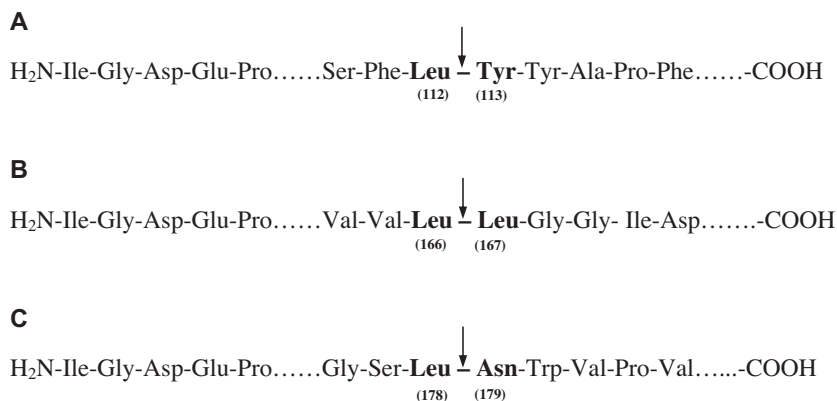 A
H₂N-Ile-Gly-Asp-Glu-Pro......Ser-Phe-Leu – Tyr-Tyr-Ala-Pro-Phe......-COOH
(112) (113)
B
H₂N-Ile-Gly-Asp-Glu-Pro......Val-Val-Leu – Leu-Gly-Gly- Ile-Asp.......-COOH
(166) (167)
C
H₂N-Ile-Gly-Asp-Glu-Pro......Gly-Ser-Leu – Asn-Trp-Val-Pro-Val......-COOH
(178) (179)